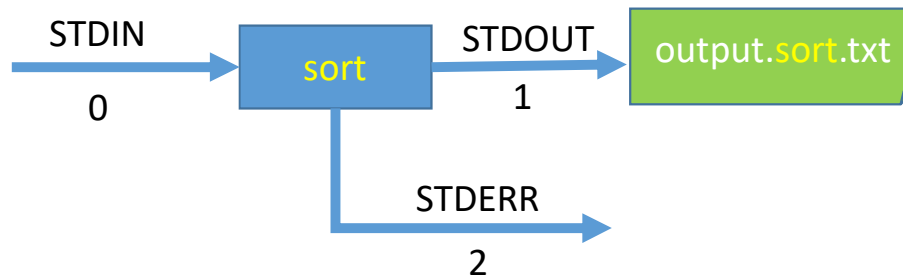 STDIN
0
sort
STDOUT
1
output.sort.txt
STDERR
2